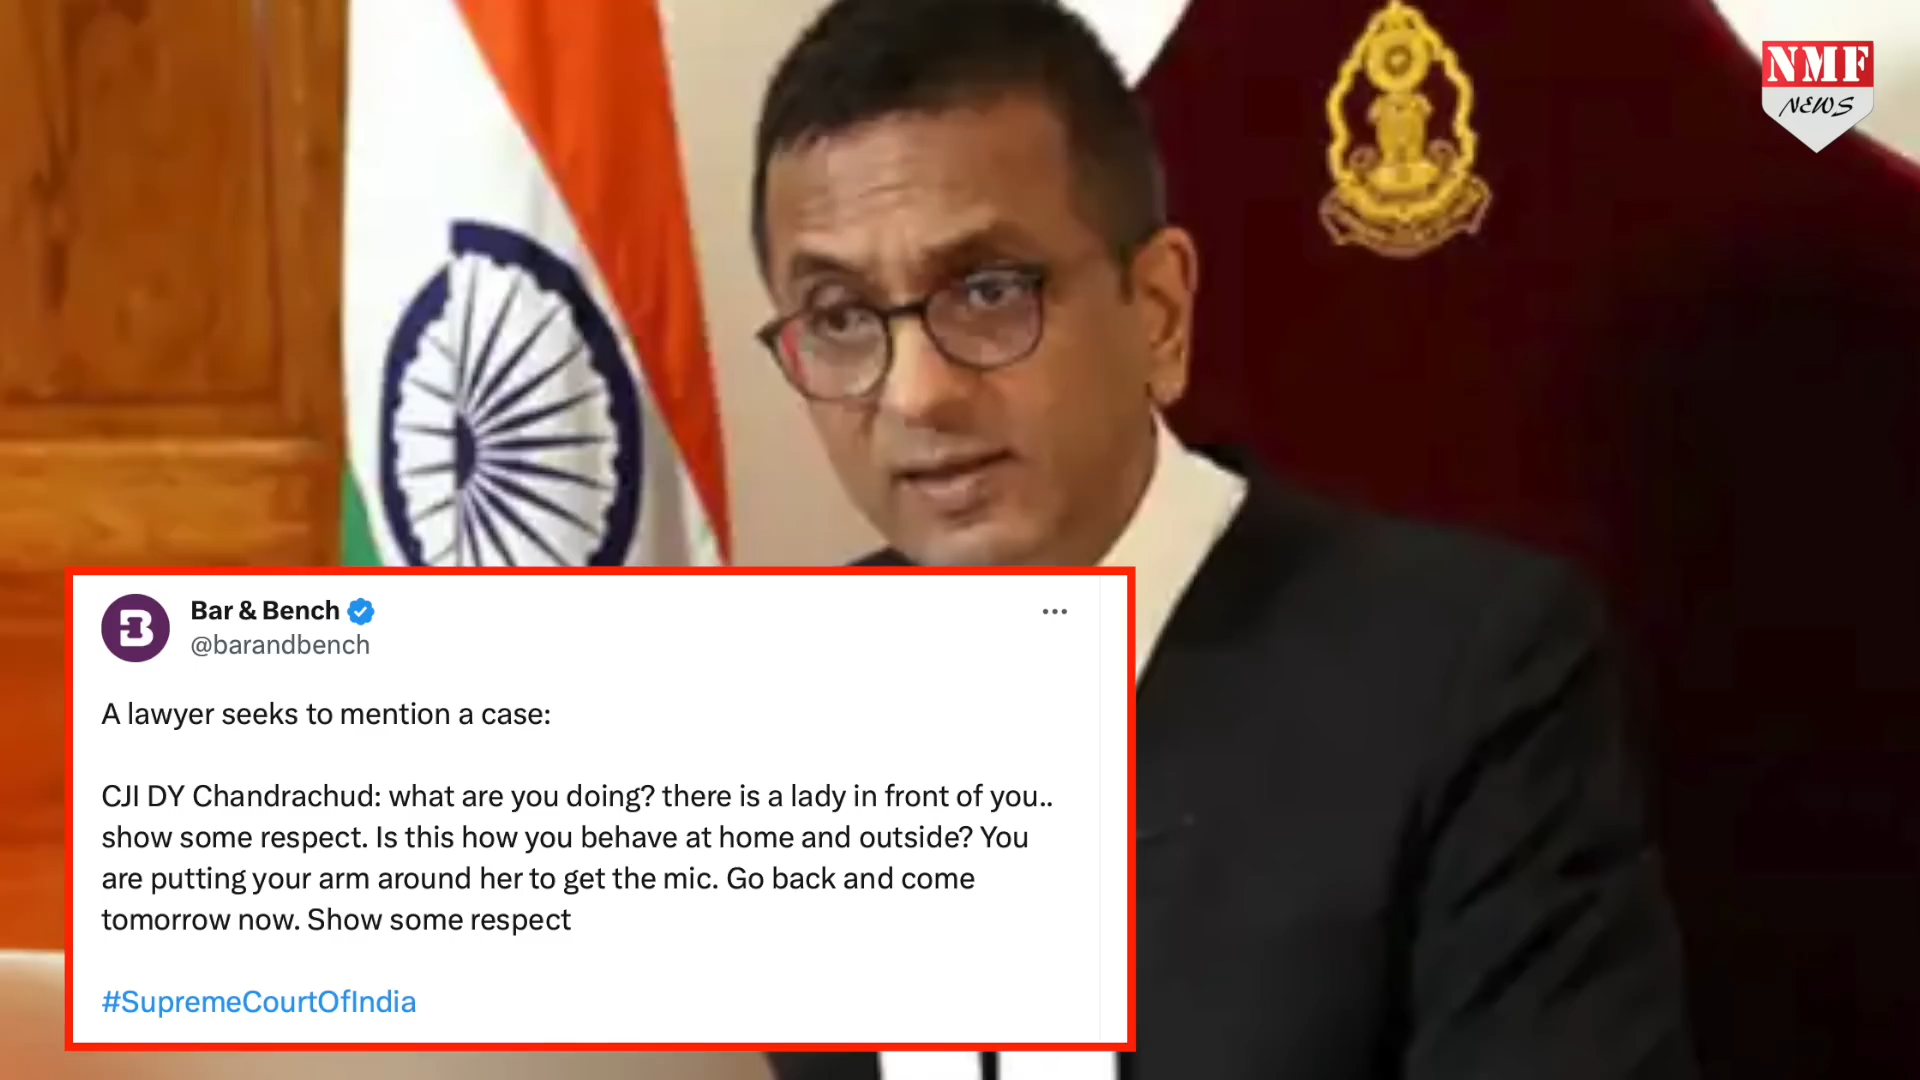 NMF
NEWS
Bar & Bench
@barandbench
A lawyer seeks to mention a case:
CJI DY Chandrachud: what are you doing? there is a lady in front of you..
show some respect. Is this how you behave at home and outside? You
are putting your arm around her to get the mic. Go back and come
tomorrow now. Show some respect
#SupremeCourtOfIndia